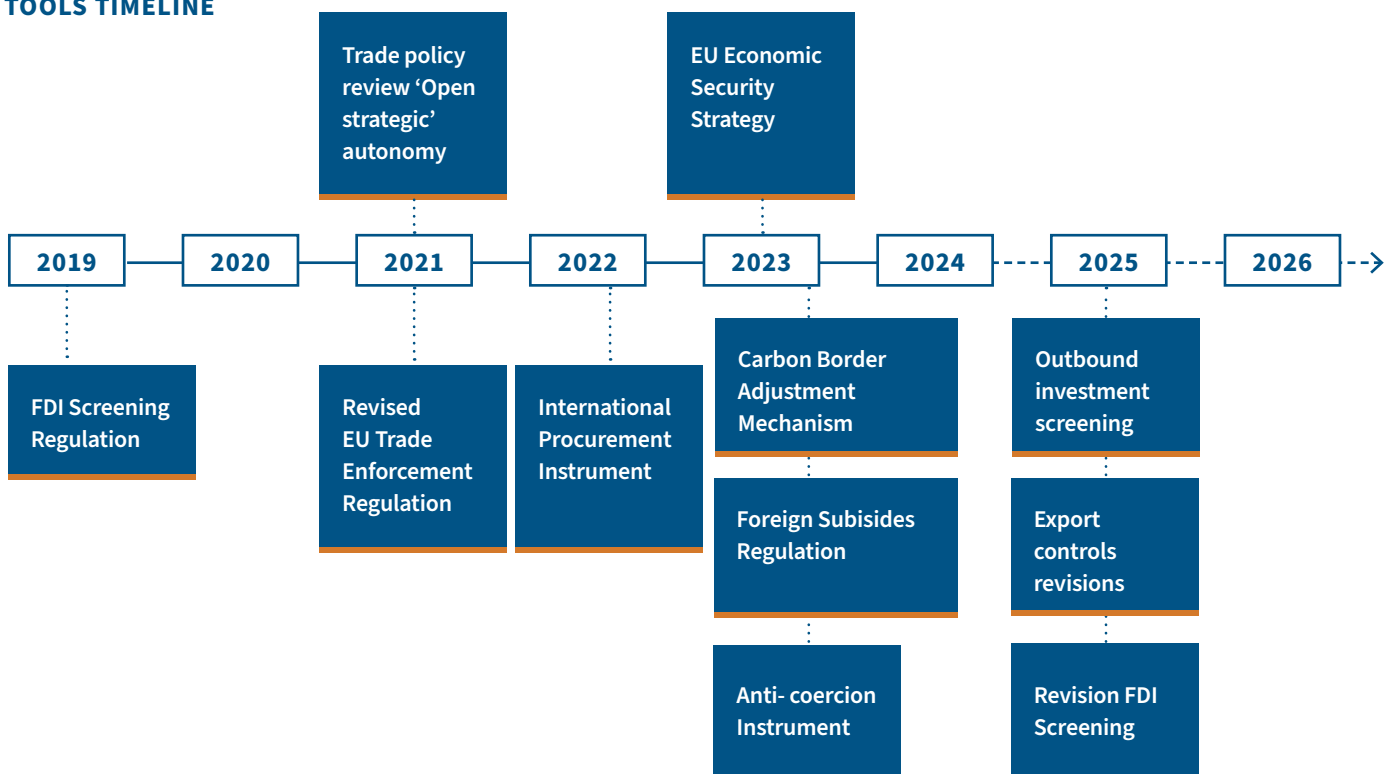 TOOLS TIMELINE
Trade policy
review ‘Open
strategic’
autonomy
EU Economic
Security
Strategy
2019
2020
2021
2022
2023
2024
2025
2026
FDI Screening
Regulation
Revised
EU Trade
Enforcement
Regulation
International
Procurement
Instrument
Carbon Border
Adjustment
Mechanism
Foreign Subisides
Regulation
Anti- coercion
Instrument
Outbound
investment
screening
Export
controls
revisions
Revision FDI
Screening